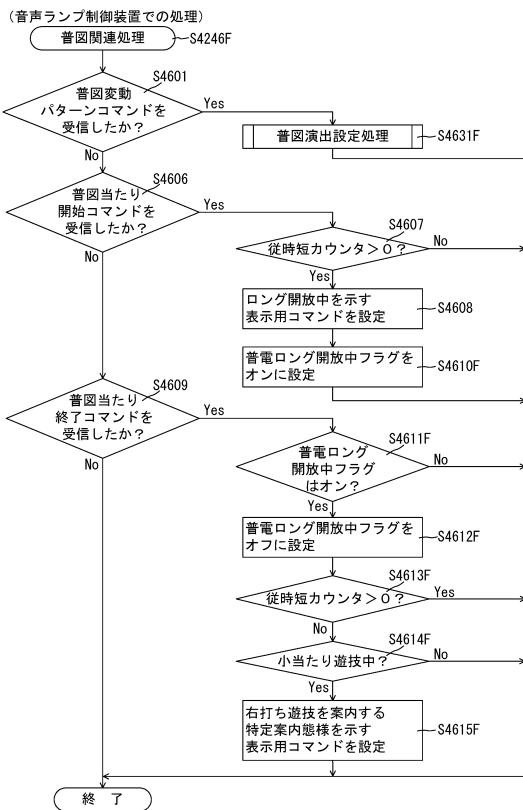 (音声ランプ制御装置での処理)
普図関連処理
S4246F
S4601
普図変動
パターンコマンドを
受信したか?
Yes
No
普図演出設定処理
S4631F
S4606
普図当たり
開始コマンドを
受信したか?
Yes
No
S4607
従時短カウンタ>0?
No
Yes
ロング開放中を示す
表示用コマンドを設定
S4608
普電ロング開放中フラグを
オンに設定
S4610F
S4609
普図当たり
終了コマンドを
受信したか?
Yes
No
S4611F
普電ロング
開放中フラグ
はオン?
No
Yes
普電ロング開放中フラグを
オフに設定
S4612F
S4613F
従時短カウンタ>0?
Yes
No
S4614F
小当たり遊技中?
No
Yes
右打ち遊技を案内する
特定案内態様を示す
表示用コマンドを設定
S4615F
終 了